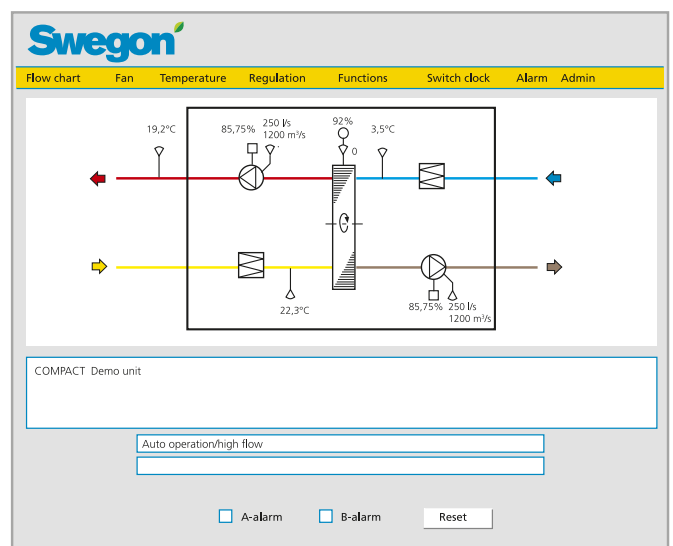 Swegon
Flow chart Fan Temperature Regulation Functions Switch clock Alarm Admin
19,2°C
85,75%
250 l/s
1200 m³/s
92%
0
3,5°C
22,3°C
85,75%
250 l/s
1200 m³/s
COMPACT Demo unit
Auto operation/high flow
A-alarm B-alarm Reset